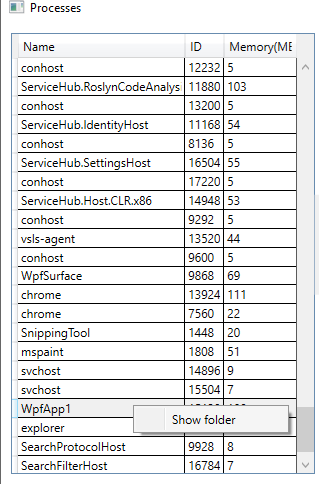 Processes
Name ID Memory(ME
conhost 12232 5
ServiceHub.RoslynCodeAnalys 11880 103
conhost 13200 5
ServiceHub.IdentityHost 11168 54
conhost 8136 5
ServiceHub.SettingsHost 16504 55
conhost 17220 5
ServiceHub.Host.CLR.x86 14948 53
conhost 9292 5
vsls-agent 13520 44
conhost 9600 5
WpfSurface 9868 69
chrome 13924 111
chrome 7560 22
SnippingTool 1448 20
mspaint 1808 51
svchost 14896 9
svchost 15504 7
WpfApp1
Show folder
explorer
SearchProtocolHost 9928 8
SearchFilterHost 16784 7